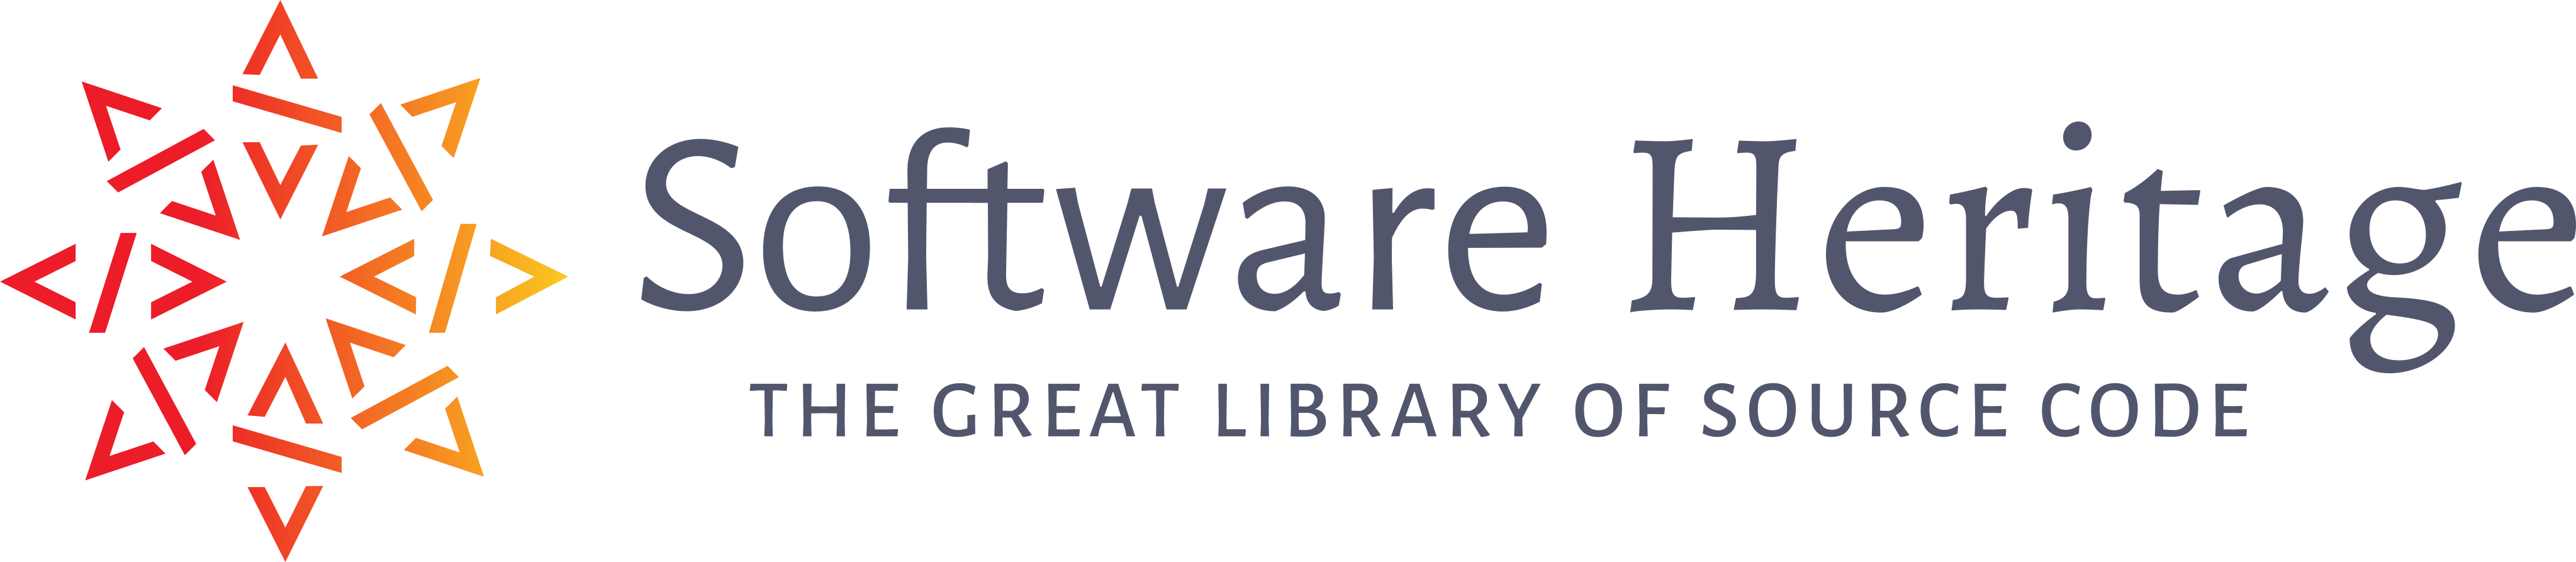 Software Heritage
THE GREAT LIBRARY OF SOURCE CODE